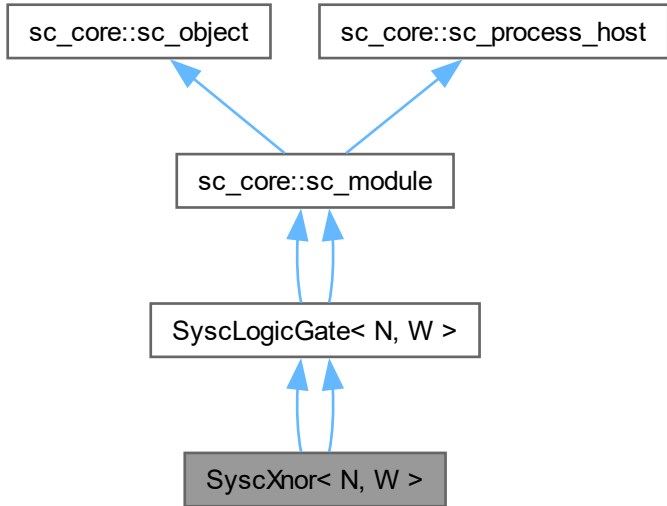 sc_core::sc_object
sc_core::sc_process_host
sc_core::sc_module
SyscLogicGate< N, W >
SyscXnor< N, W >